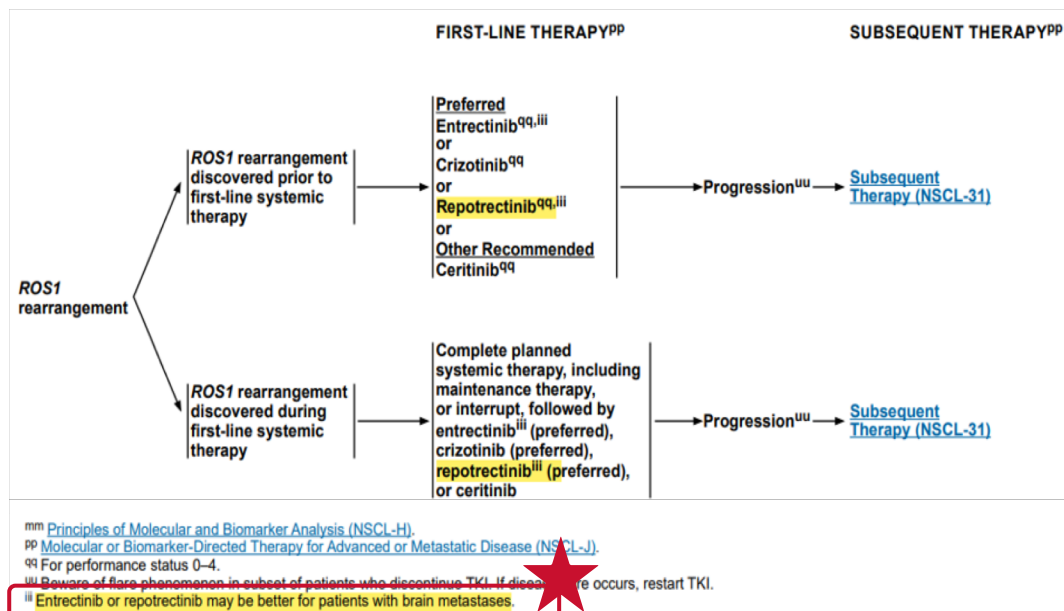 FIRST-LINE THERAPYpp
SUBSEQUENT THERAPYpp
ROS1
rearrangement
ROS1 rearrangement
discovered prior to
first-line systemic
therapy
Preferred
Entrectinibqq,iii
or
Crizotinibqq
or
Repotrectinibqq,iii
or
Other Recommended
Ceritinibqq
Progressionuu
Subsequent
Therapy (NSCL-31)
ROS1 rearrangement
discovered during
first-line systemic
therapy
Complete planned
systemic therapy, including
maintenance therapy,
or interrupt, followed by
entrectinibiii (preferred),
crizotinib (preferred),
repotrectinibiii (preferred),
or ceritinib
Progressionuu
Subsequent
Therapy (NSCL-31)
mm Principles of Molecular and Biomarker Analysis (NSCL-H).
pp Molecular or Biomarker-Directed Therapy for Advanced or Metastatic Disease (NSCL-J).
qq For performance status 0–4.
uu Beware of flare phenomenon in subset of patients who discontinue TKI. If disease occurs, restart TKI.
iii Entrectinib or repotrectinib may be better for patients with brain metastases.